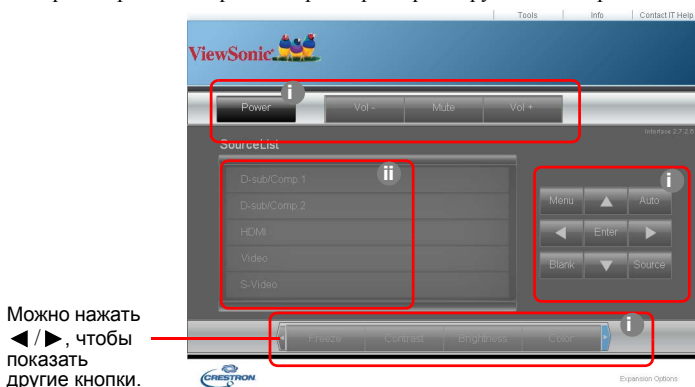 Tools Info Contact IT Help
ViewSonic
i
Power Vol - Mute Vol +
Interface 2.7.2.6
SourceList
ii
i
D-sub/Comp.1
D-sub/Comp.2
HDMI
Video
S-Video
Menu Auto
Enter
Blank Source
i
Freeze Contrast Brightness Color
Можно нажать
◀/▶, чтобы
показать
другие кнопки.
CRESTRON
Expansion Options